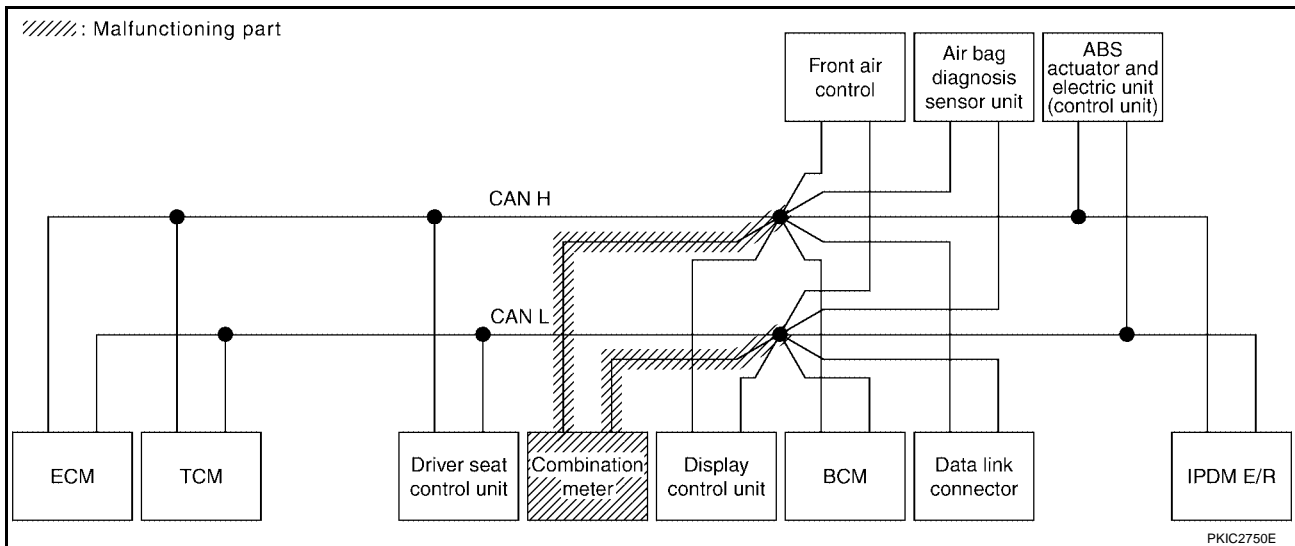 : Malfunctioning part
Front air
control
Air bag
diagnosis
sensor unit
ABS
actuator and
electric unit
(control unit)
CAN H
CAN L
ECM
TCM
Driver seat
control unit
Combination
meter
Display
control unit
BCM
Data link
connector
IPDM E/R
PKIC2750E